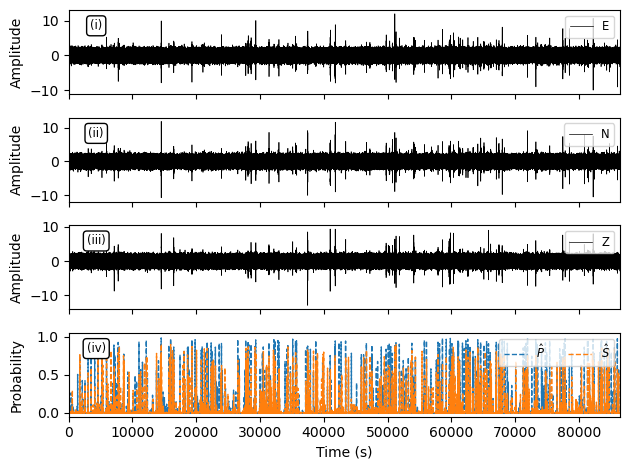 10
0
−10
Amplitude
(i)
E
10
0
−10
Amplitude
(ii)
N
10
0
−10
Amplitude
(iii)
Z
1.0
0.5
0.0
Probability
(iv)
P̂
Ŝ
0 10000 20000 30000 40000 50000 60000 70000 80000
Time (s)